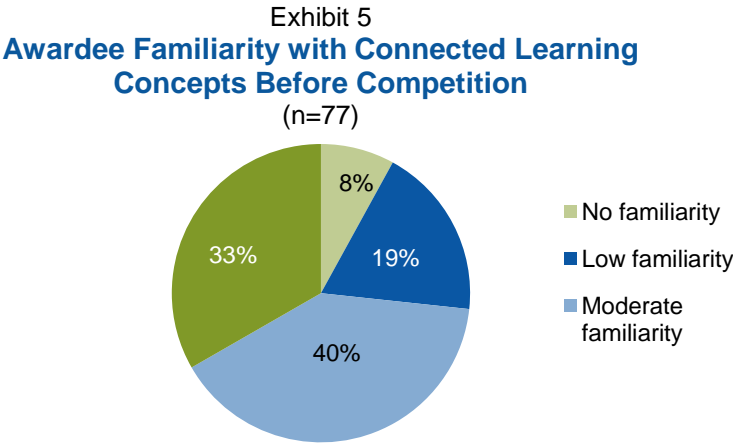 Exhibit 5
Awardee Familiarity with Connected Learning
Concepts Before Competition
(n=77)
8%
33%
19%
40%
No familiarity
Low familiarity
Moderate
familiarity